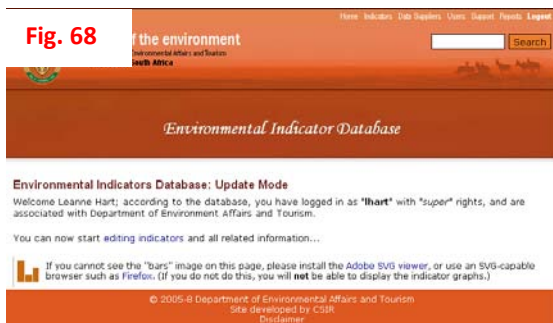 Home Indicators Data Suppliers Users Support Reports Logout
Fig. 68
f the environment
Environmental Affairs and Tourism
South Africa
Search
Environmental Indicator Database
Environmental Indicators Database: Update Mode
Welcome Leanne Hart; according to the database, you have logged in as "lhart" with "super" rights, and are
associated with Department of Environment Affairs and Tourism.
You can now start editing indicators and all related information...
If you cannot see the "bars" image on this page, please install the Adobe SVG viewer, or use an SVG-capable
browser such as Firefox. (If you do not do this, you will not be able to display the indicator graphs.)
© 2005-8 Department of Environmental Affairs and Tourism
Site developed by CSIR
Disclaimer